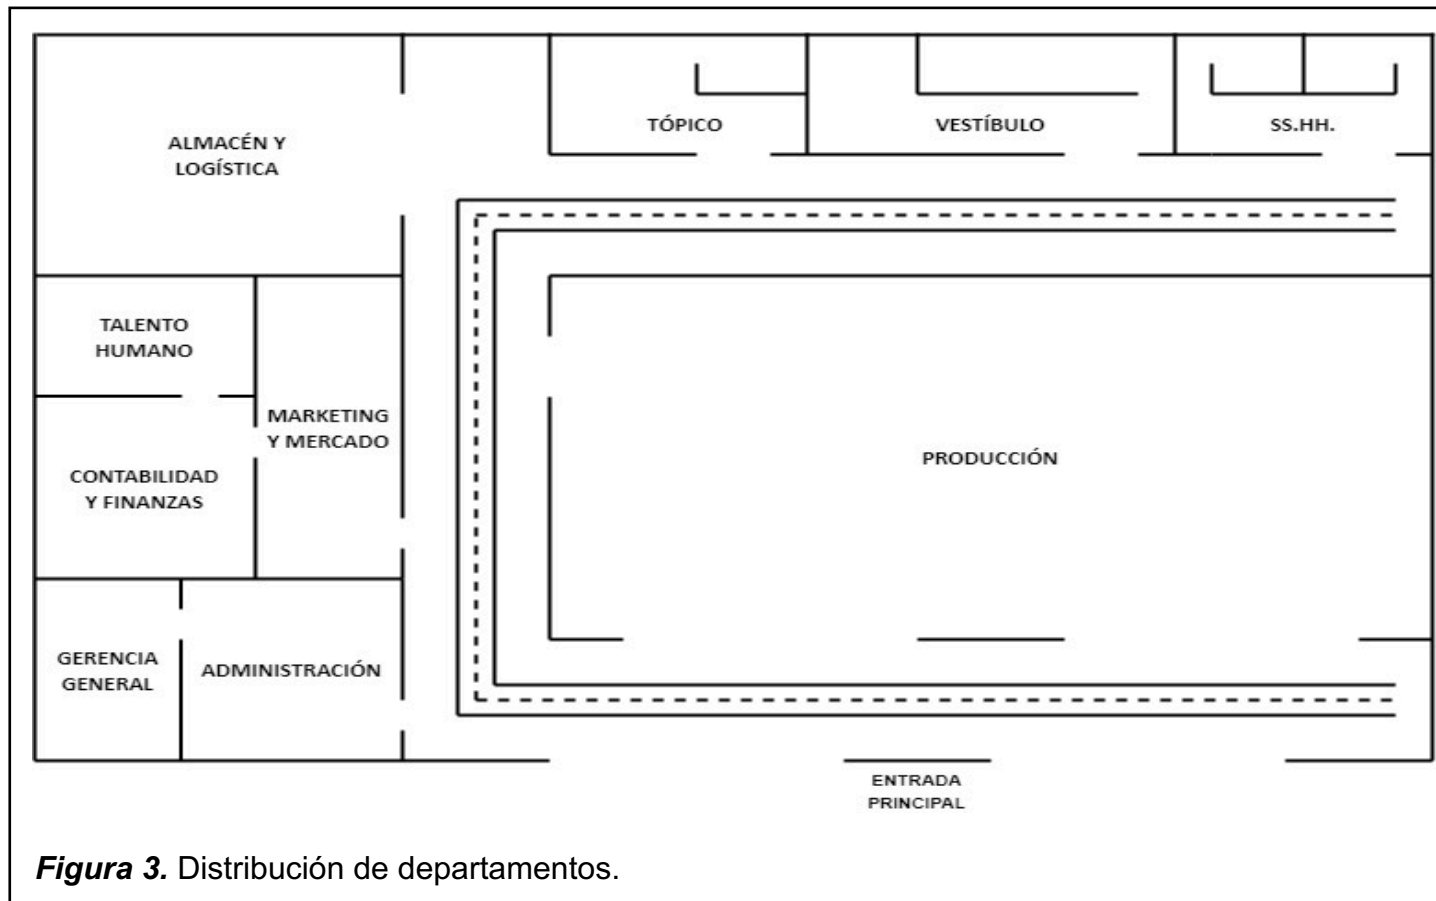 TÓPICO
VESTÍBULO
SS.HH.
ALMACÉN Y
LOGÍSTICA
TALENTO
HUMANO
MARKETING
Y MERCADO
PRODUCCIÓN
CONTABILIDAD
Y FINANZAS
GERENCIA
GENERAL
ADMINISTRACIÓN
ENTRADA
PRINCIPAL
Figura 3. Distribución de departamentos.